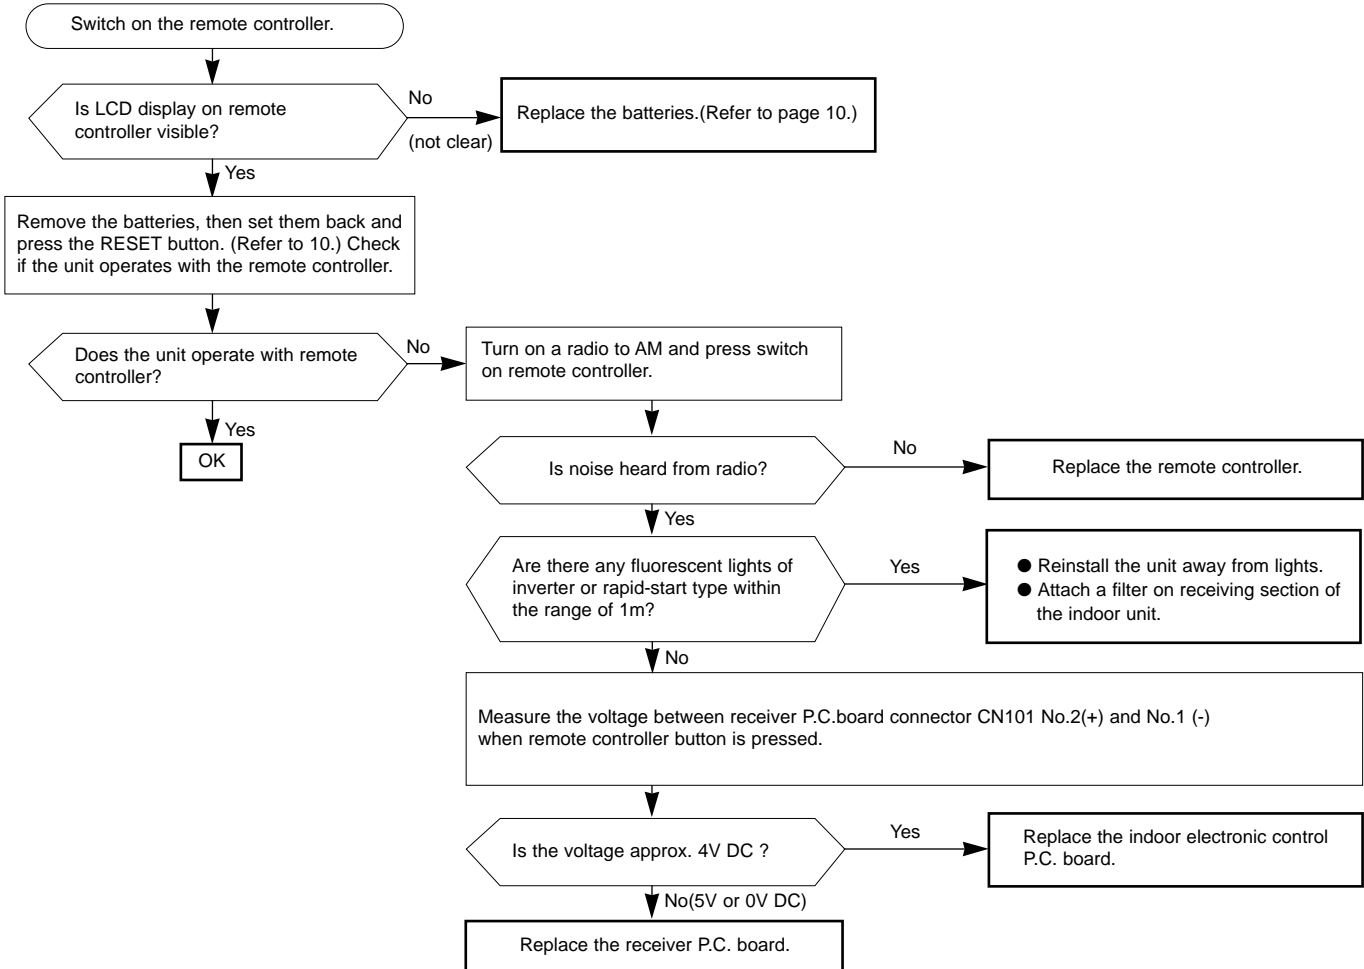 Switch on the remote controller.
Is LCD display on remote
controller visible?
No
(not clear)
Replace the batteries.(Refer to page 10.)
Yes
Remove the batteries, then set them back and
press the RESET button. (Refer to 10.) Check
if the unit operates with the remote controller.
Does the unit operate with remote
controller?
No
Turn on a radio to AM and press switch
on remote controller.
Yes
OK
Is noise heard from radio?
No
Replace the remote controller.
Yes
Are there any fluorescent lights of
inverter or rapid-start type within
the range of 1m?
Yes
● Reinstall the unit away from lights.
● Attach a filter on receiving section of
the indoor unit.
No
Measure the voltage between receiver P.C.board connector CN101 No.2(+) and No.1 (-)
when remote controller button is pressed.
Is the voltage approx. 4V DC ?
Yes
Replace the indoor electronic control
P.C. board.
No(5V or 0V DC)
Replace the receiver P.C. board.